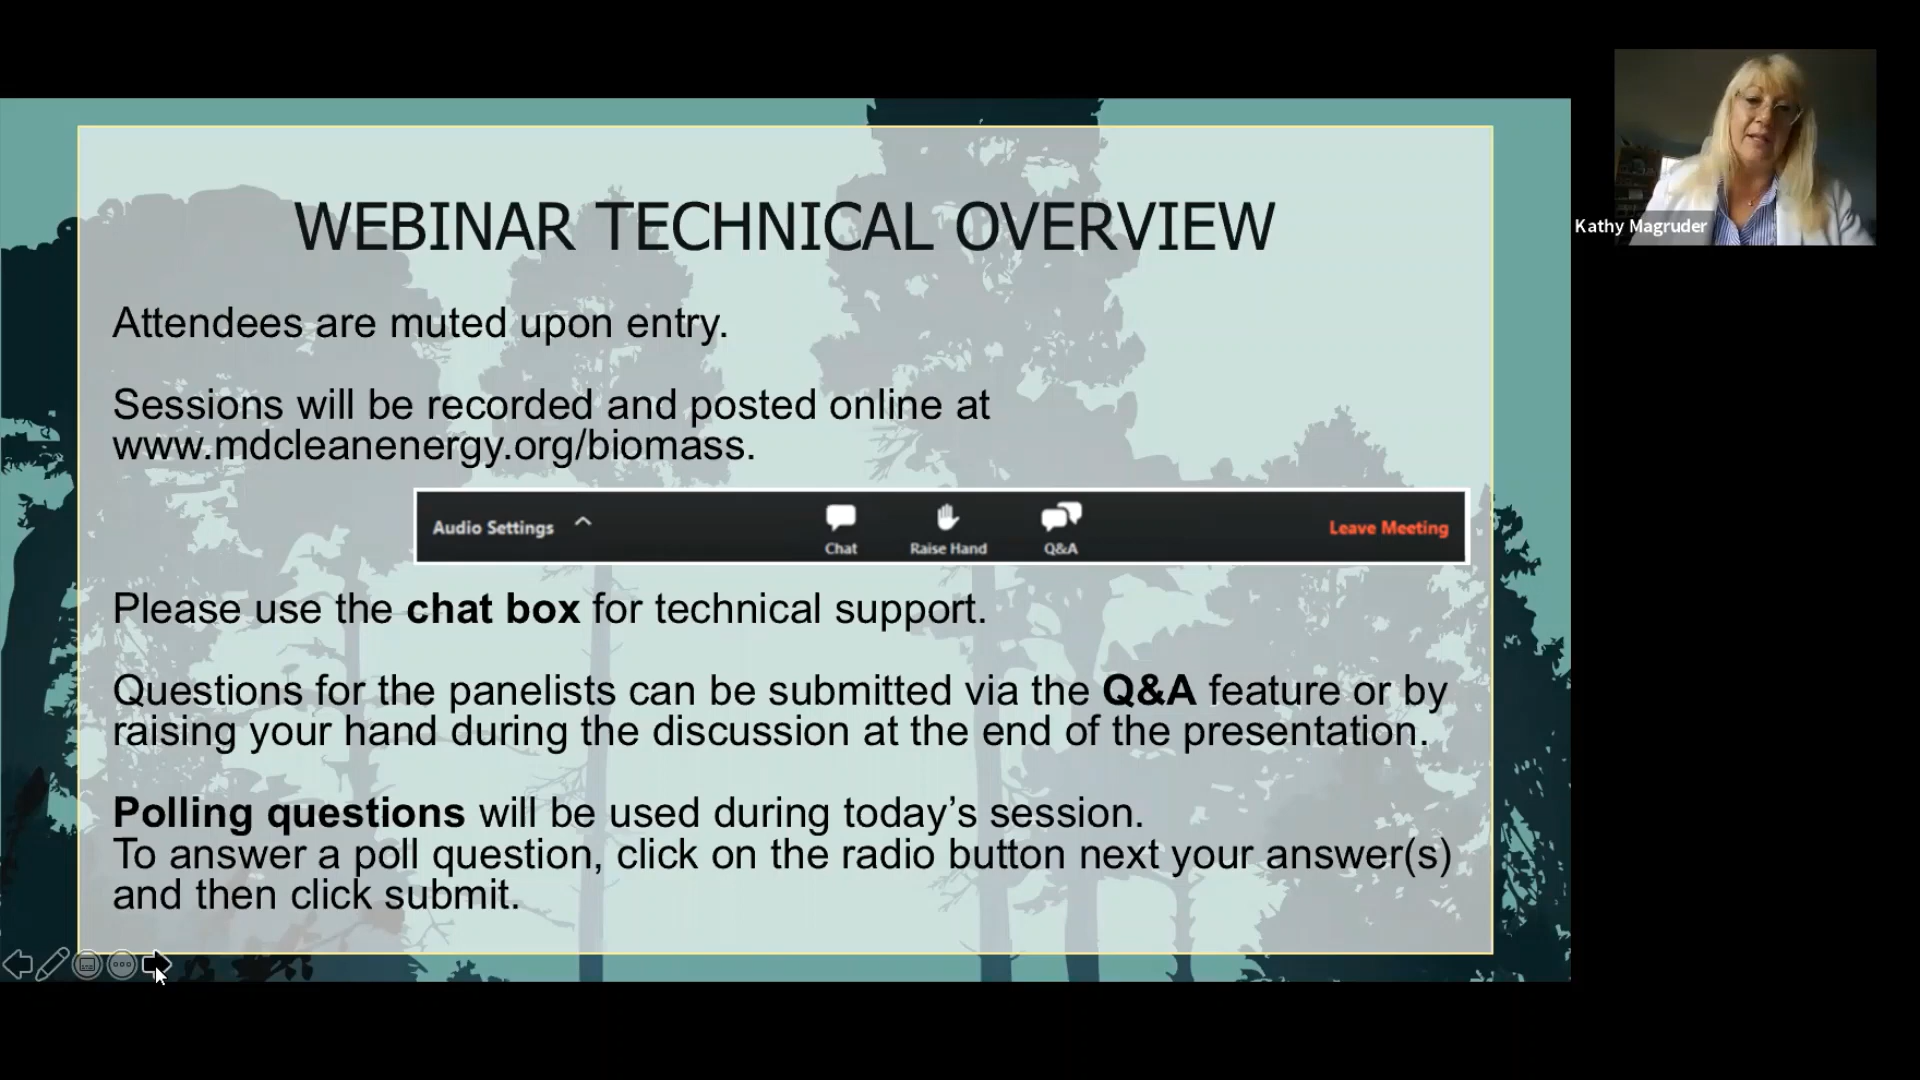 WEBINAR TECHNICAL OVERVIEW
Kathy Magruder
Attendees are muted upon entry.
Sessions will be recorded and posted online at
www.mdcleanenergy.org/biomass.
Audio Settings
Chat
Raise Hand
Q&A
Leave Meeting
Please use the chat box for technical support.
Questions for the panelists can be submitted via the Q&A feature or by
raising your hand during the discussion at the end of the presentation.
Polling questions will be used during today’s session.
To answer a poll question, click on the radio button next your answer(s)
and then click submit.